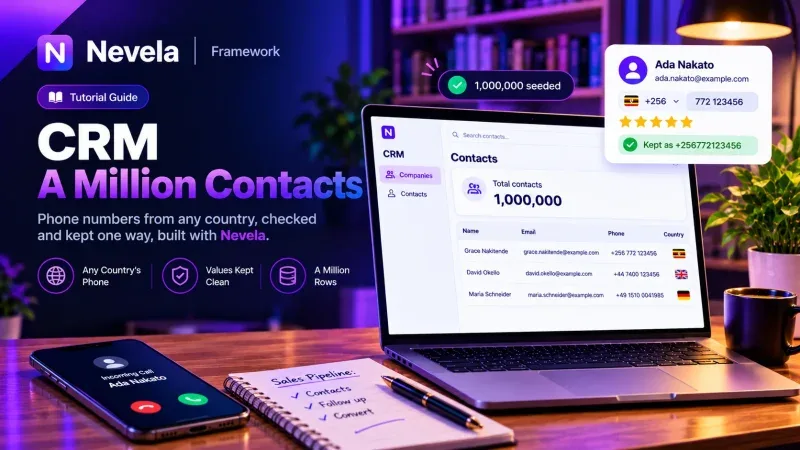 N Nevela | Framework
Tutorial Guide
CRM
A Million Contacts
Phone numbers from any country, checked
and kept one way, built with Nevela.
Any Country's
Phone
Values Kept
Clean
A Million
Rows
1,000,000 seeded
Ada Nakato
ada.nakato@example.com
+256
772 123456
Kept as +256772123456
N
CRM
Companies
Contacts
Search contacts...
Contacts
Total contacts
1,000,000
Name Email Phone Country
Grace Nakitende grace.nakitende@example.com +256 772 123456
David Okello david.okello@example.com +44 7400 123456
Maria Schneider maria.schneider@example.com +49 1510 0041985
Incoming Call
Ada Nakato
Sales Pipeline:
✓ Contacts
✓ Follow up
✓ Convert